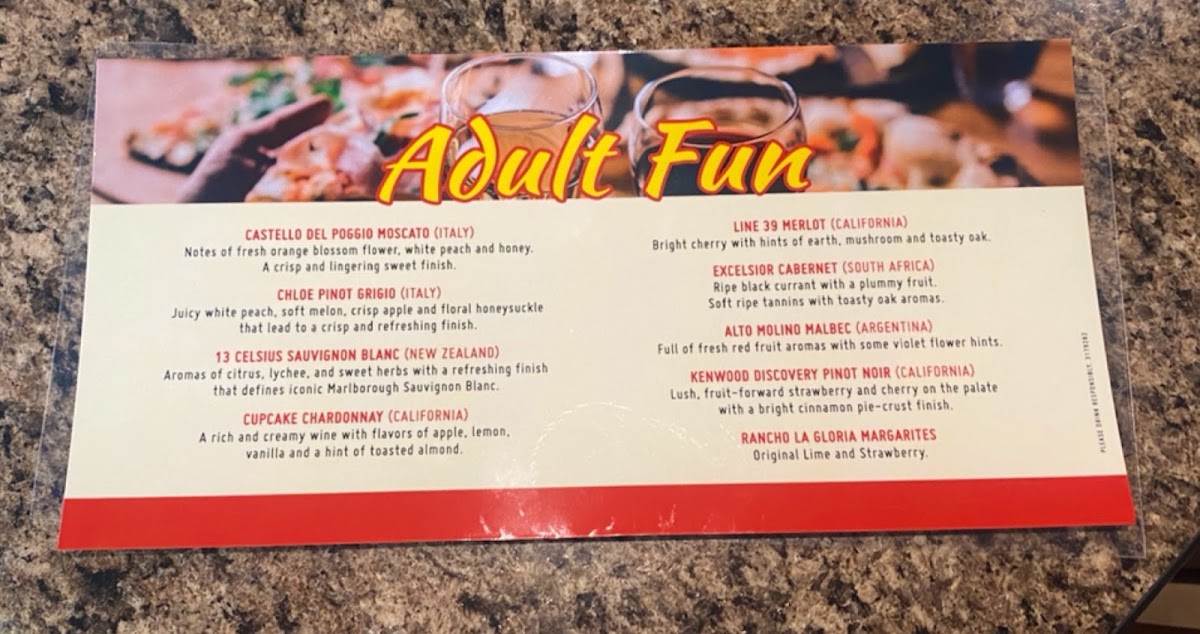 Adult Fun
CASTELLO DEL POGGIO MOSCATO (ITALY)
Notes of fresh orange blossom flower, white peach and honey.
A crisp and lingering sweet finish.
CHLOE PINOT GRIGIO (ITALY)
Juicy white peach, soft melon, crisp apple and floral honeysuckle
that lead to a crisp and refreshing finish.
13 CELSIUS SAUVIGNON BLANC (NEW ZEALAND)
Aromas of citrus, lychee, and sweet herbs with a refreshing finish
that defines iconic Marlborough Sauvignon Blanc.
CUPCAKE CHARDONNAY (CALIFORNIA)
A rich and creamy wine with flavors of apple, lemon,
vanilla and a hint of toasted almond.
LINE 39 MERLOT (CALIFORNIA)
Bright cherry with hints of earth, mushroom and toasty oak.
EXCELSIOR CABERNET (SOUTH AFRICA)
Ripe black currant with a plummy fruit.
Soft ripe tannins with toasty oak aromas.
ALTO MOLINO MALBEC (ARGENTINA)
Full of fresh red fruit aromas with some violet flower hints.
KENWOOD DISCOVERY PINOT NOIR (CALIFORNIA)
Lush, fruit-forward strawberry and cherry on the palate
with a bright cinnamon pie-crust finish.
RANCHO LA GLORIA MARGARITES
Original Lime and Strawberry.
PLEASE DRINK RESPONSIBLY.